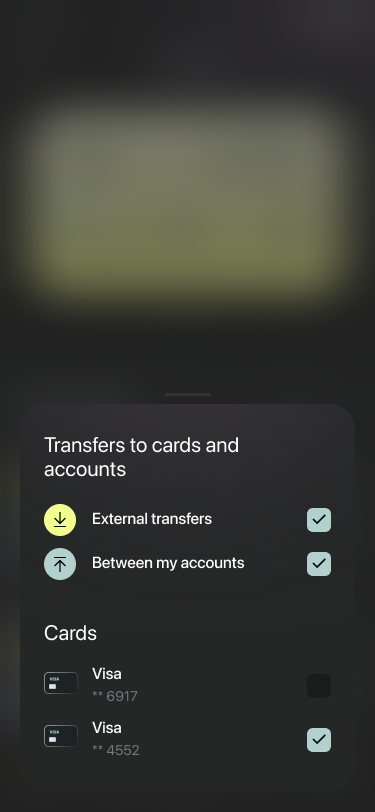 Transfers to cards and
accounts
External transfers
Between my accounts
Cards
VISA
Visa
** 6917
VISA
Visa
** 4552